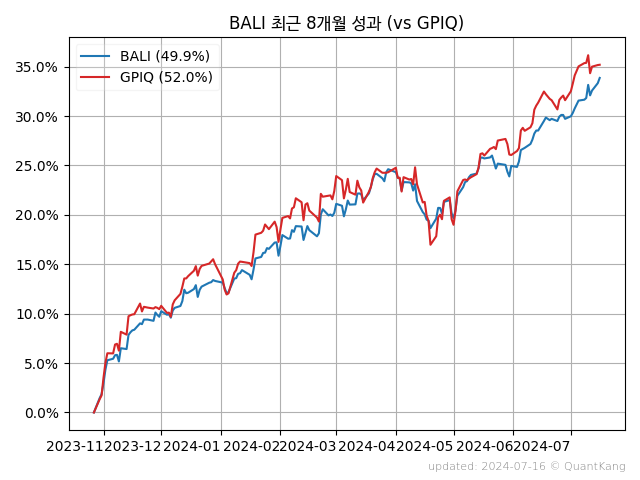 BALI 최근 8개월 성과 (vs GPIQ)
BALI (49.9%)
GPIQ (52.0%)
35.0%
30.0%
25.0%
20.0%
15.0%
10.0%
5.0%
0.0%
2023-11 2023-12 2024-01 2024-02 2024-03 2024-04 2024-05 2024-06 2024-07
updated: 2024-07-16 © QuantKang